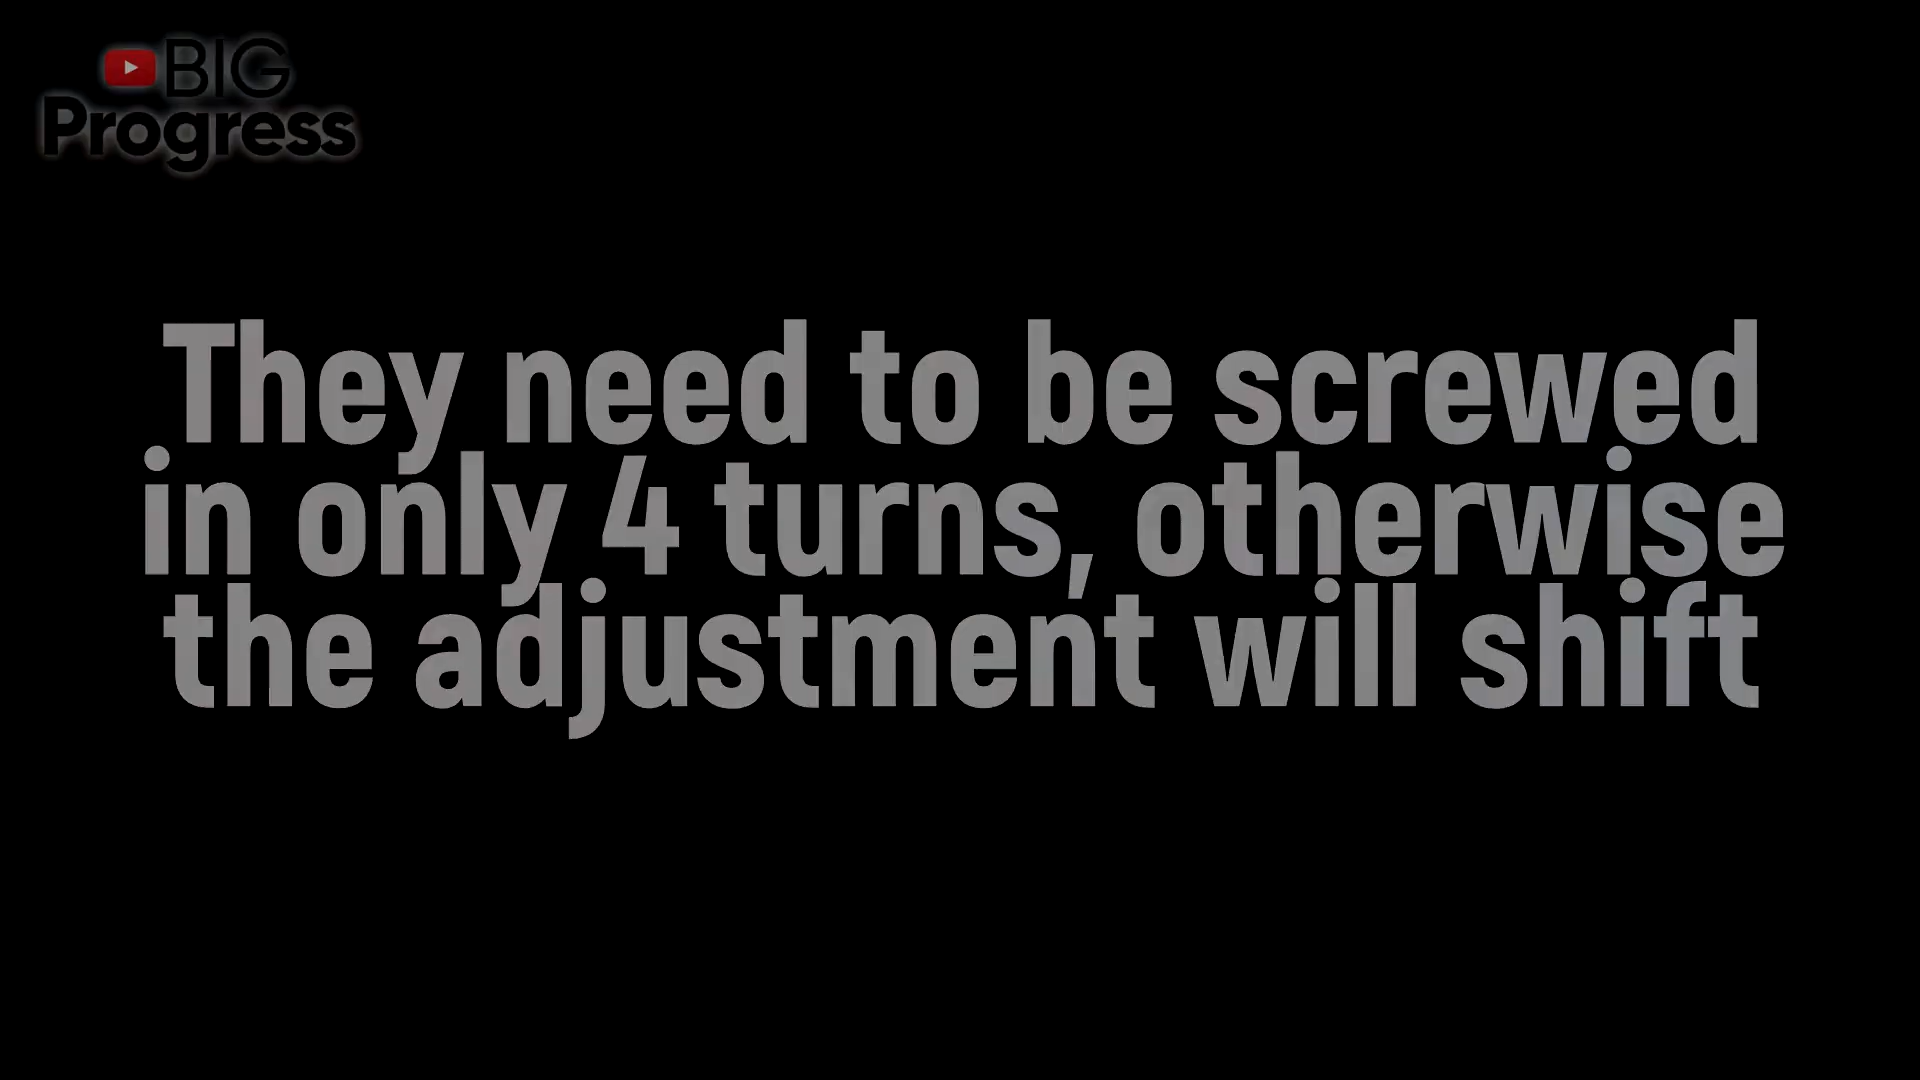 BIG
Progress
They need to be screwed
in only 4 turns, otherwise
the adjustment will shift